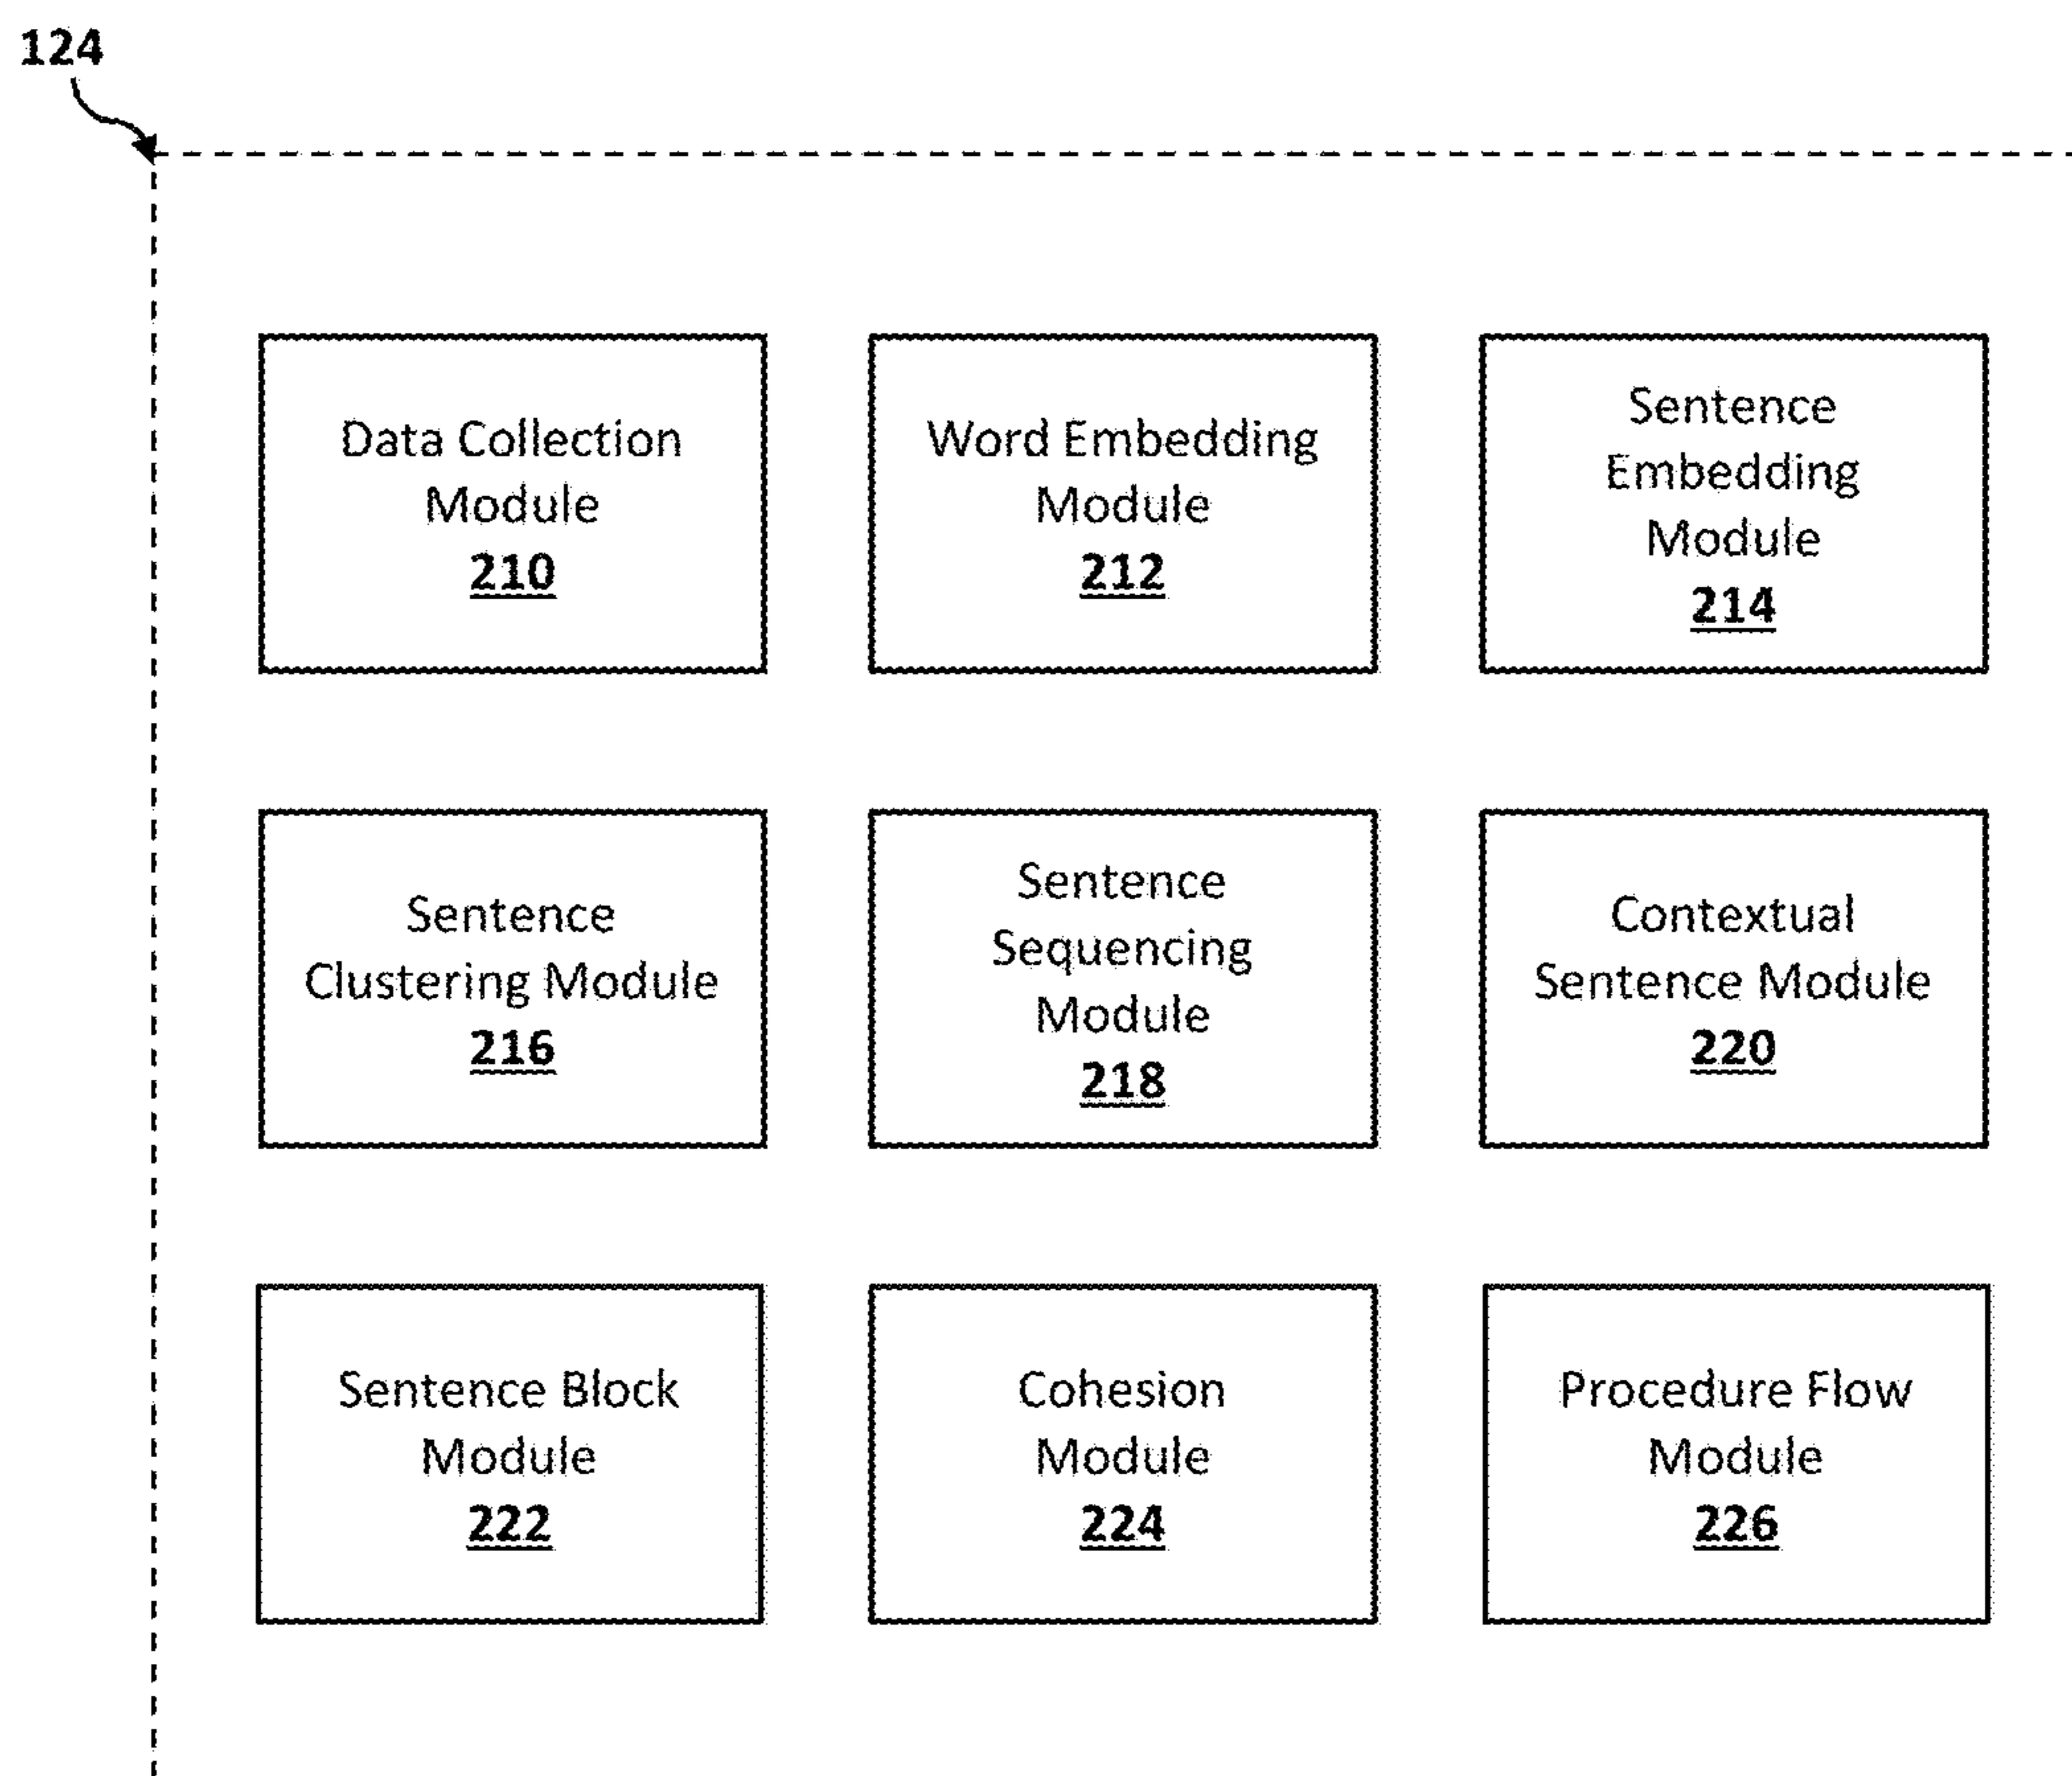 124
Data Collection
Module
210
Word Embedding
Module
212
Sentence
Embedding
Module
214
Sentence
Clustering Module
216
Sentence
Sequencing
Module
218
Contextual
Sentence Module
220
Sentence Block
Module
222
Cohesion
Module
224
Procedure Flow
Module
226